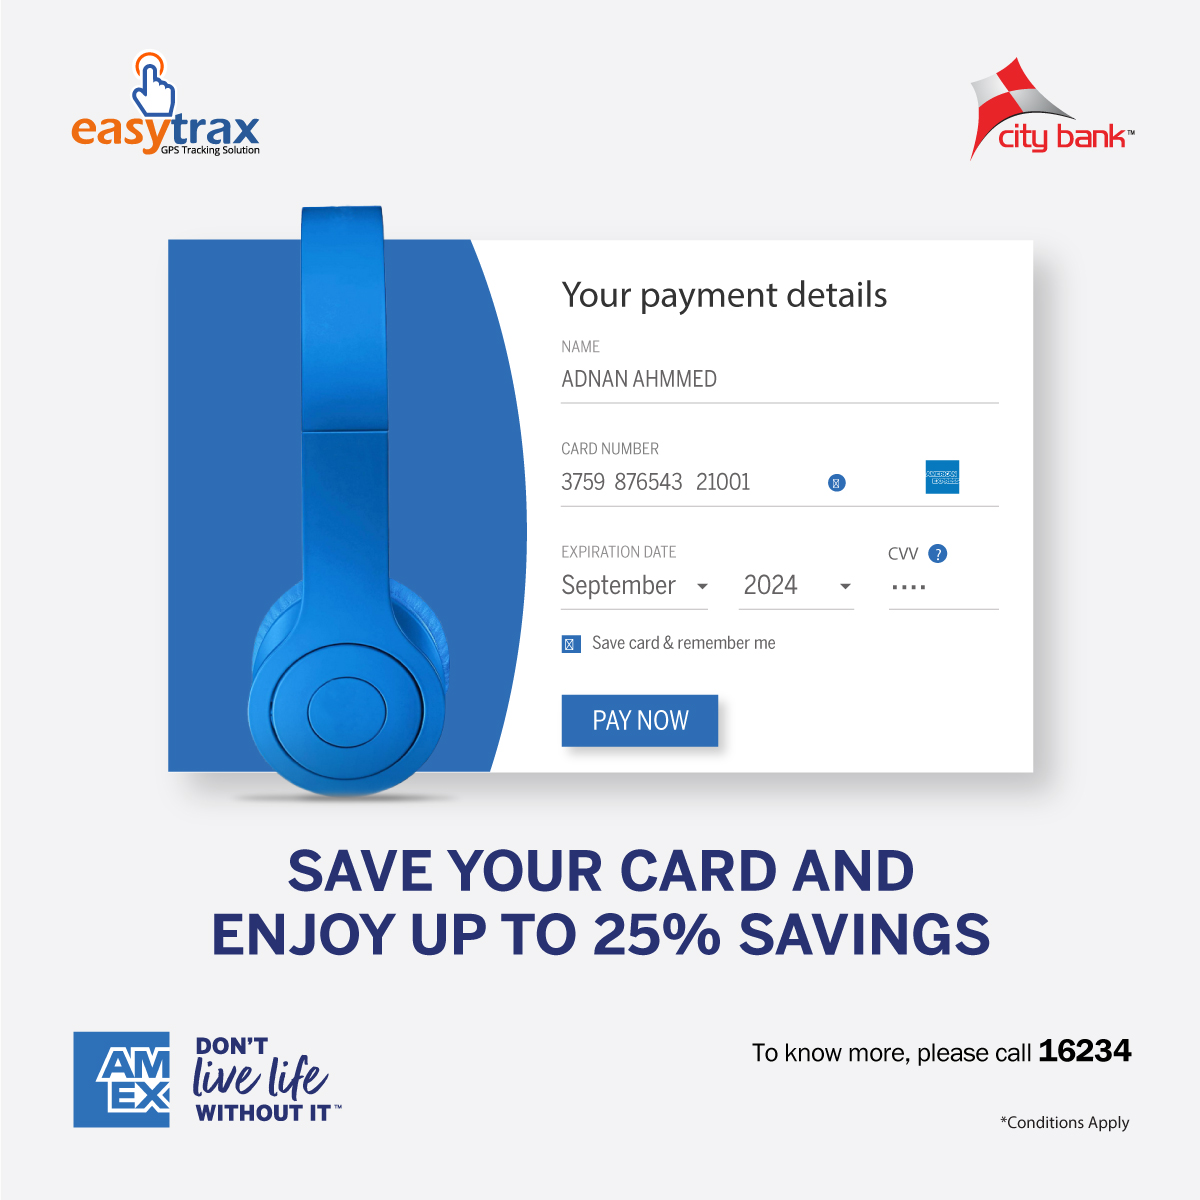 easytrax
GPS Tracking Solution
city bank™
Your payment details
NAME
ADNAN AHMMED
CARD NUMBER
3759 876543 21001
AMERICAN
EXPRESS
EXPIRATION DATE
CVV ?
September 2024 ····
Save card & remember me
PAY NOW
SAVE YOUR CARD AND
ENJOY UP TO 25% SAVINGS
AM
EX
DON'T
live life
WITHOUT IT™
To know more, please call 16234
*Conditions Apply